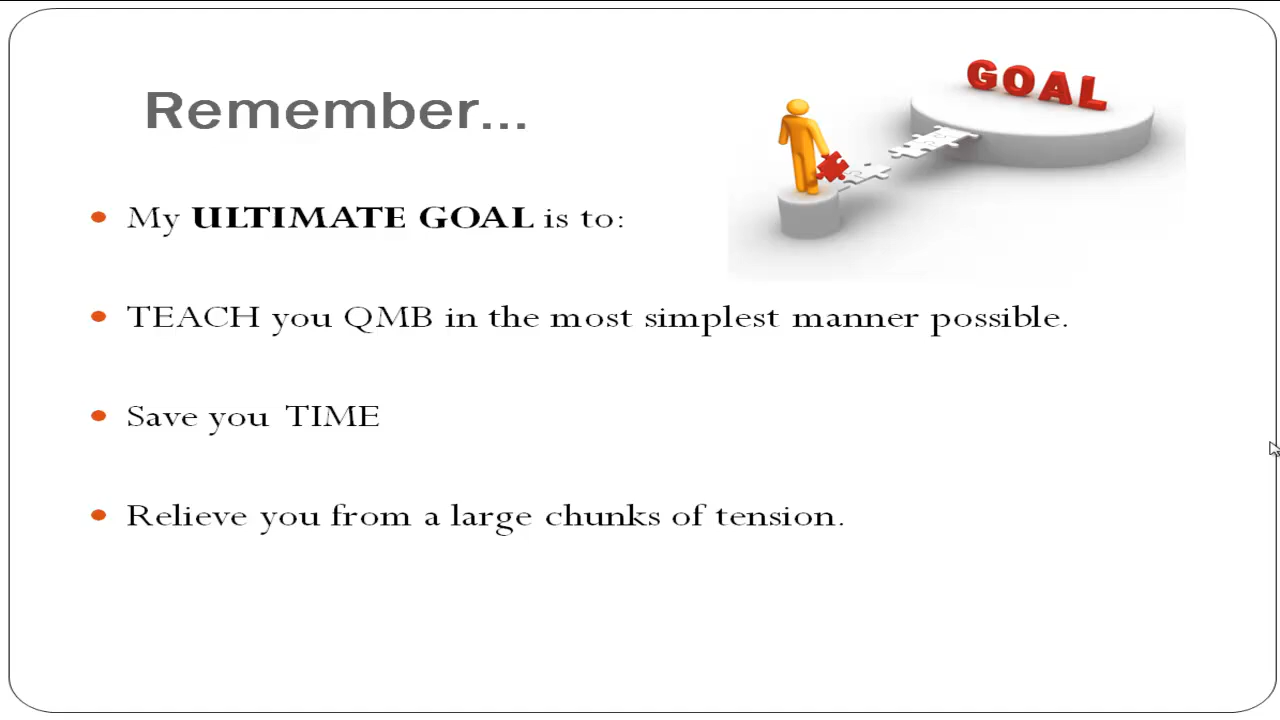 GOAL
Remember...
My ULTIMATE GOAL is to:
TEACH you QMB in the most simplest manner possible.
Save you TIME
Relieve you from a large chunks of tension.